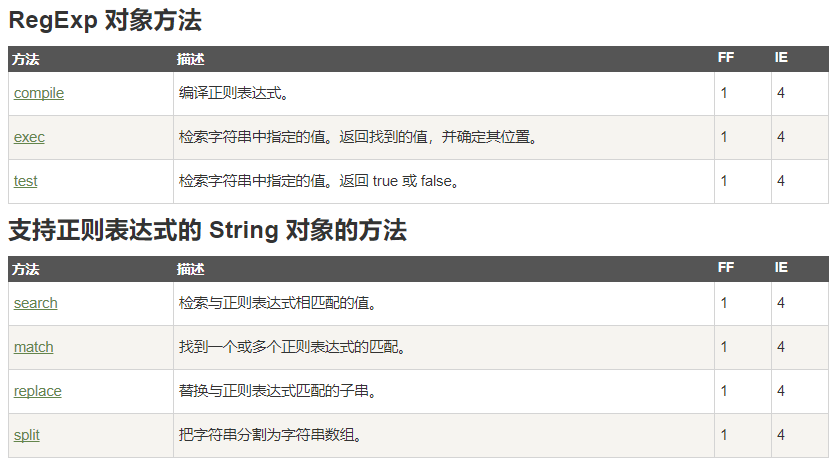 RegExp 对象方法
方法 描述 FF IE
compile 编译正则表达式。 1 4
exec 检索字符串中指定的值。返回找到的值，并确定其位置。 1 4
test 检索字符串中指定的值。返回 true 或 false。 1 4
支持正则表达式的 String 对象的方法
方法 描述 FF IE
search 检索与正则表达式相匹配的值。 1 4
match 找到一个或多个正则表达式的匹配。 1 4
replace 替换与正则表达式匹配的子串。 1 4
split 把字符串分割为字符串数组。 1 4